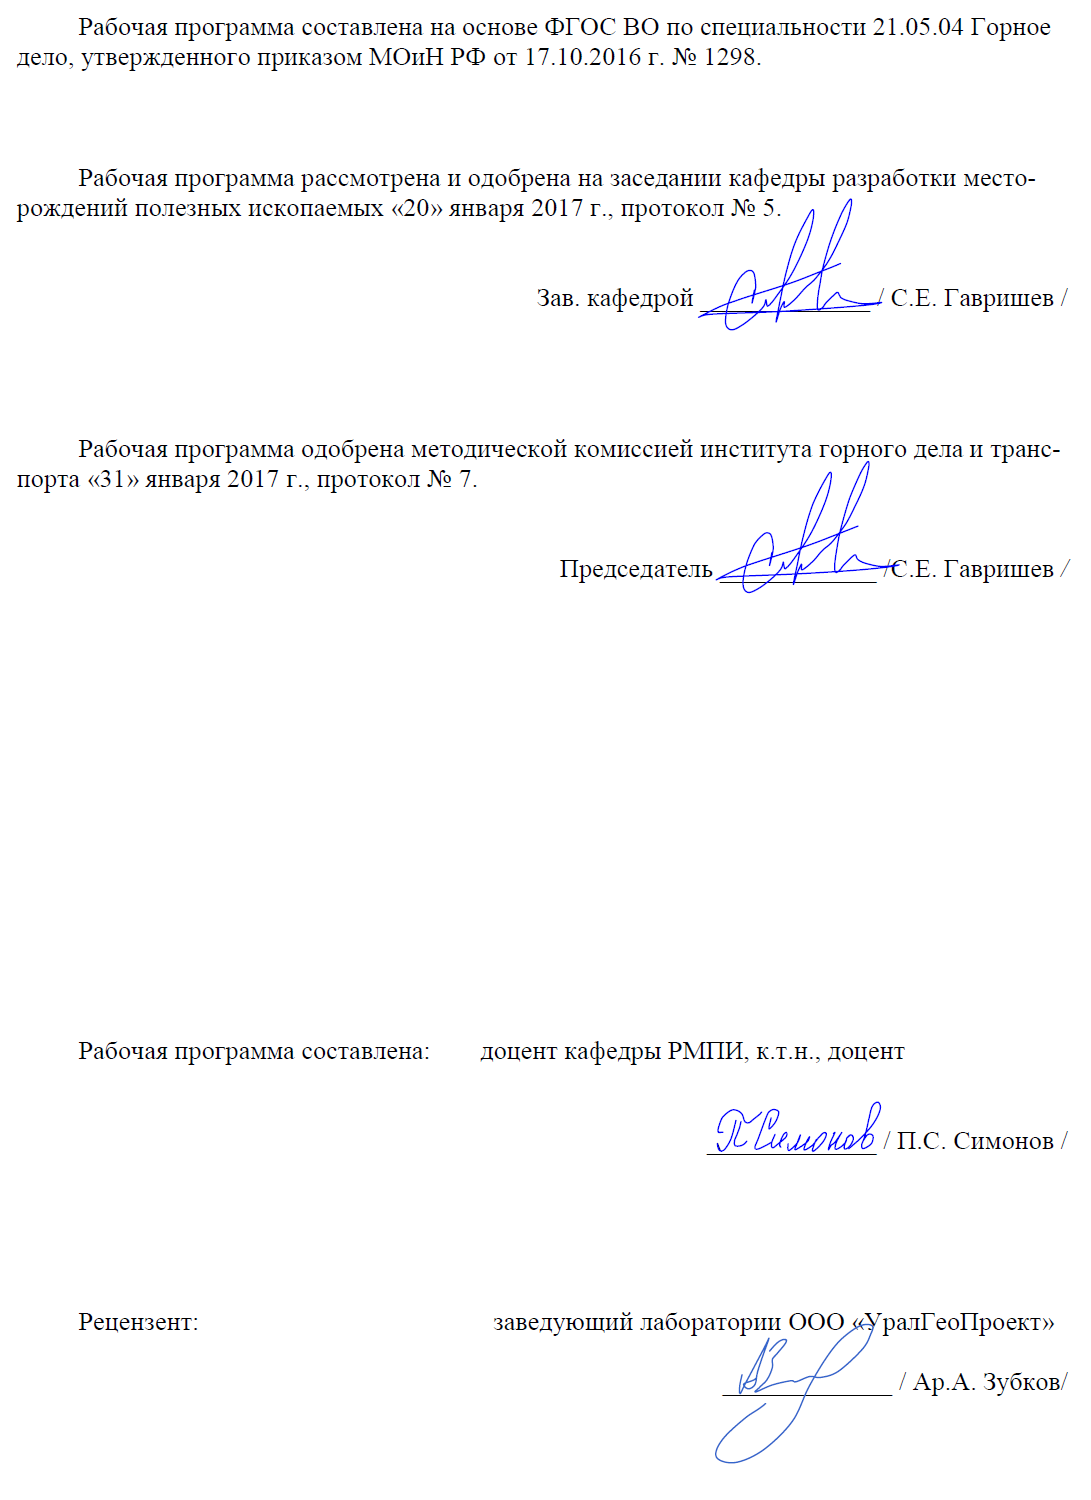 Рабочая программа составлена на основе ФГОС ВО по специальности 21.05.04 Горное
дело, утвержденного приказом МОиН РФ от 17.10.2016 г. № 1298.
Рабочая программа рассмотрена и одобрена на заседании кафедры разработки место-
рождений полезных ископаемых «20» января 2017 г., протокол № 5.
Зав. кафедрой / С.Е. Гавришев /
Рабочая программа одобрена методической комиссией института горного дела и транс-
порта «31» января 2017 г., протокол № 7.
Председатель /С.Е. Гавришев /
Рабочая программа составлена: доцент кафедры РМПИ, к.т.н., доцент
П Симонов / П.С. Симонов /
Рецензент: заведующий лаборатории ООО «УралГеоПроект»
/ Ар.А. Зубков/